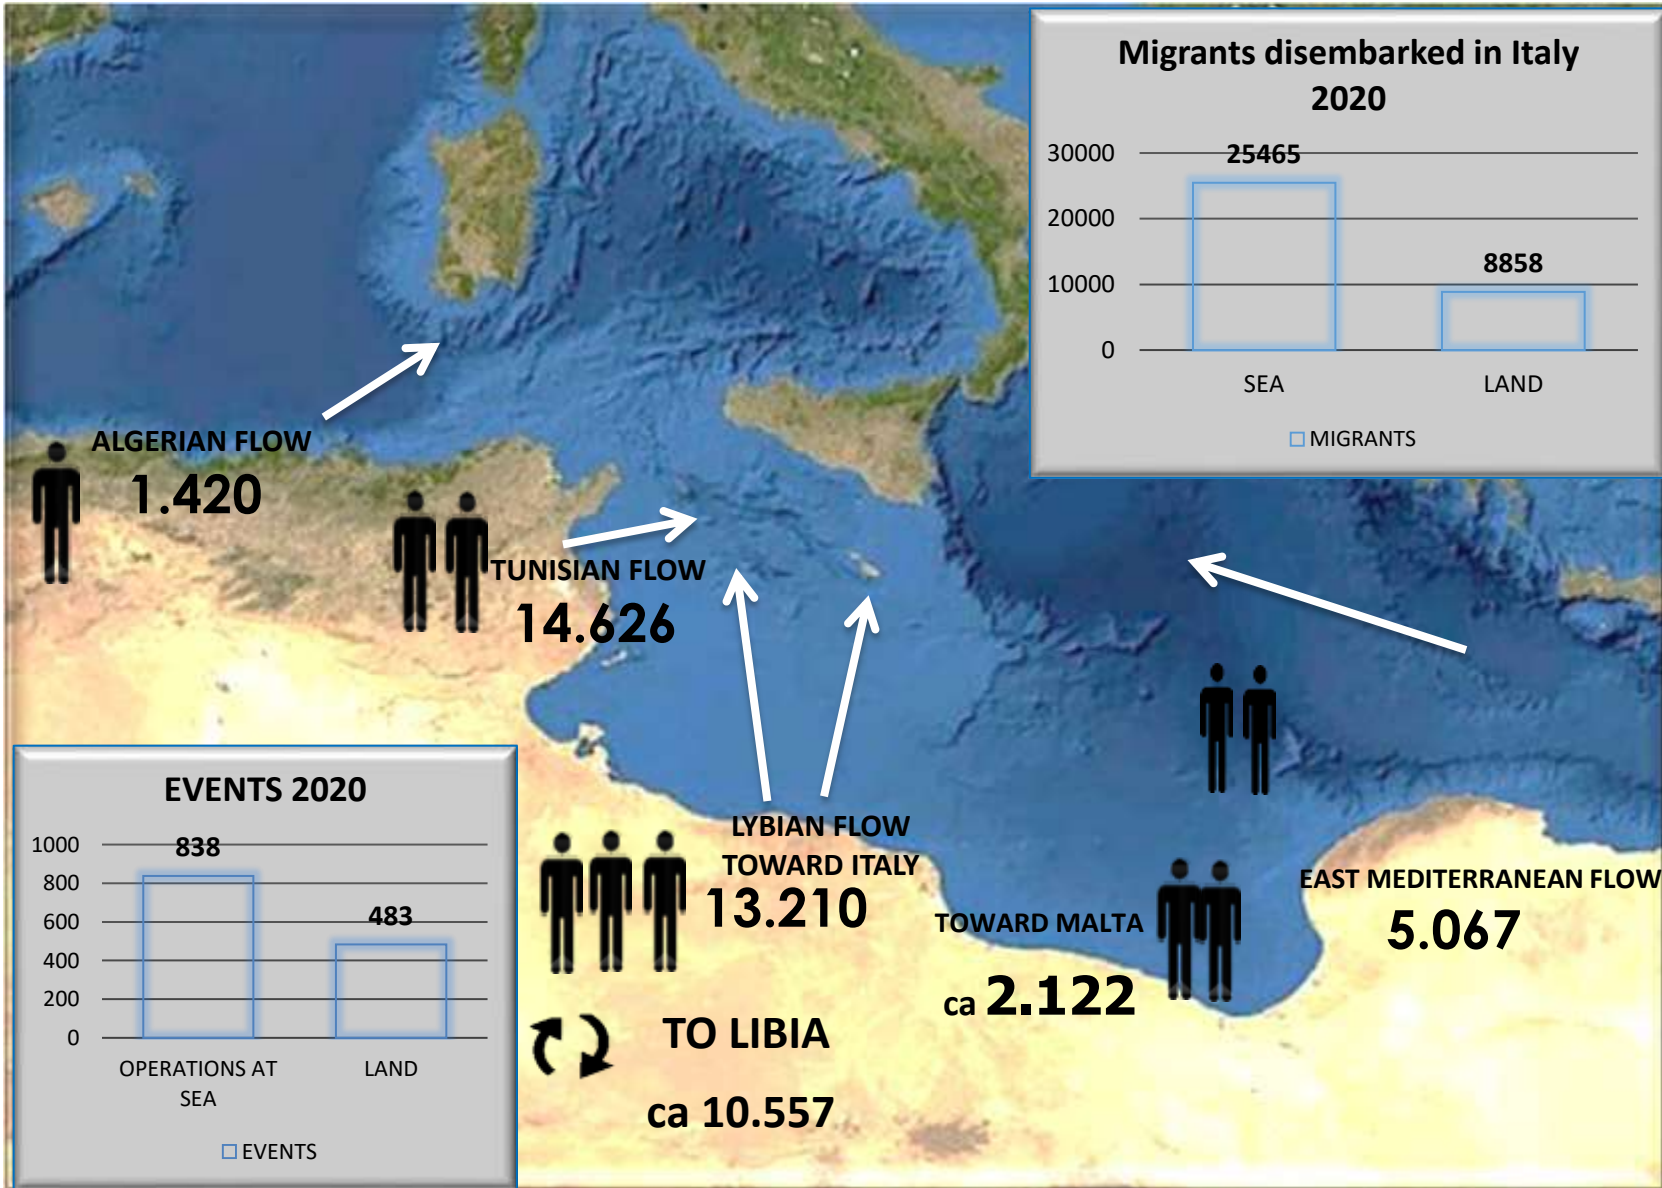 Migrants disembarked in Italy
2020
30000
20000
10000
0
25465
8858
SEA
LAND
MIGRANTS
ALGERIAN FLOW
1.420
TUNISIAN FLOW
14.626
LYBIAN FLOW
TOWARD ITALY
13.210
TOWARD MALTA
ca 2.122
EAST MEDITERRANEAN FLOW
5.067
TO LIBIA
ca 10.557
EVENTS 2020
1000
800
600
400
200
0
838
483
OPERATIONS AT
SEA
LAND
EVENTS